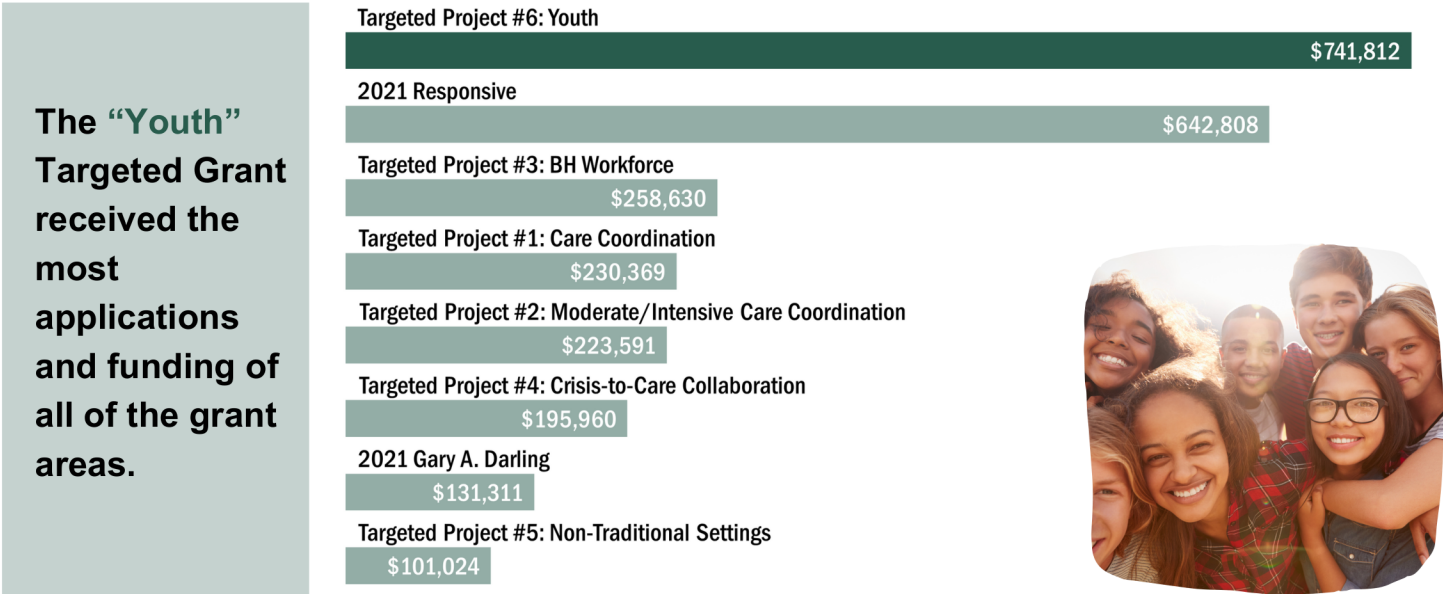 The “Youth”
Targeted Grant
received the
most
applications
and funding of
all of the grant
areas.
Targeted Project #6: Youth
$741,812
2021 Responsive
$642,808
Targeted Project #3: BH Workforce
$258,630
Targeted Project #1: Care Coordination
$230,369
Targeted Project #2: Moderate/Intensive Care Coordination
$223,591
Targeted Project #4: Crisis-to-Care Collaboration
$195,960
2021 Gary A. Darling
$131,311
Targeted Project #5: Non-Traditional Settings
$101,024